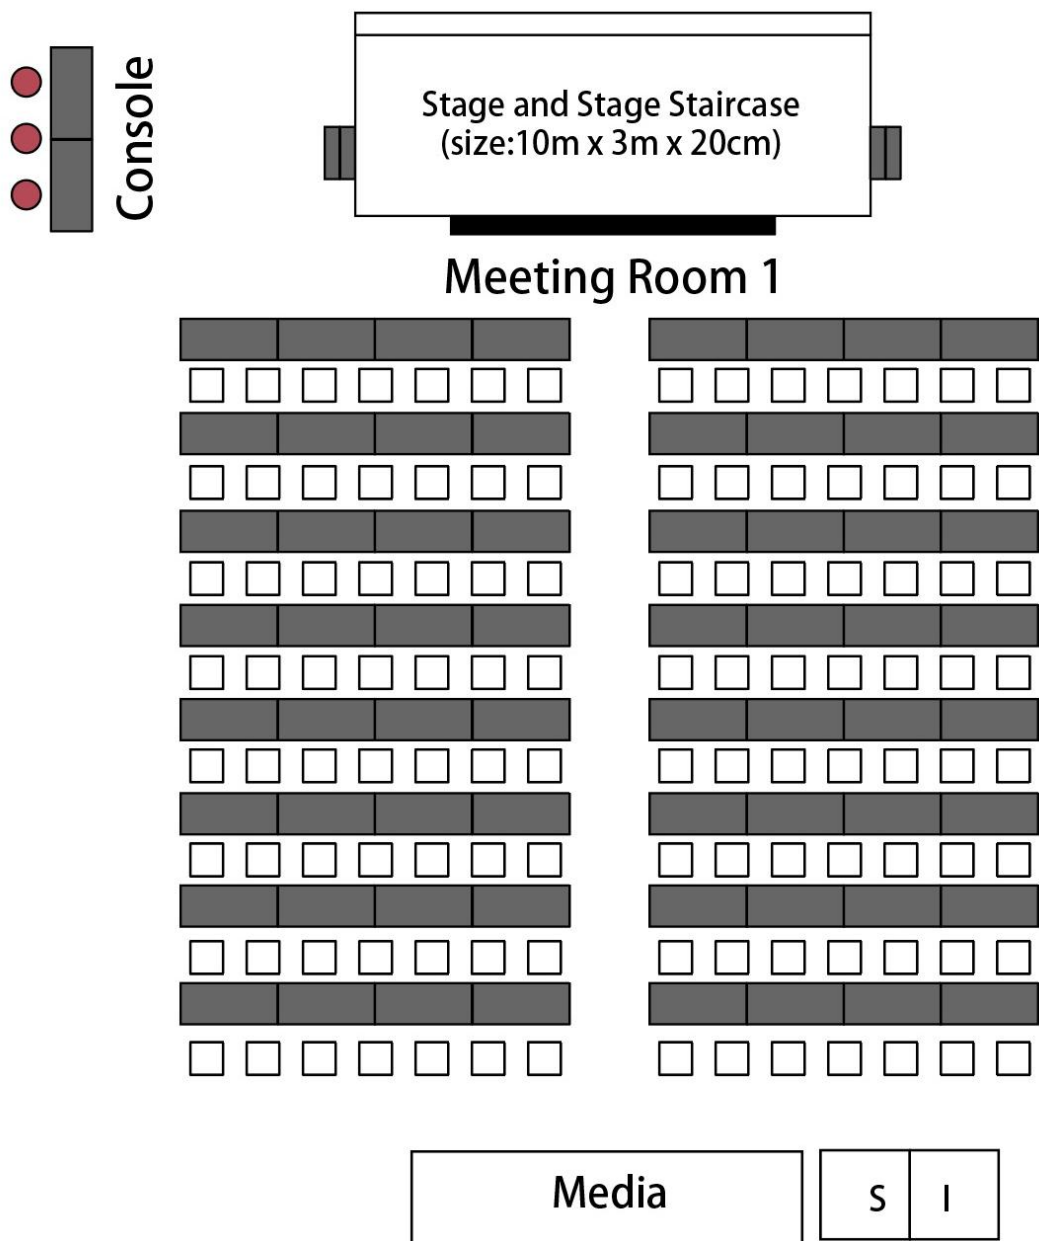 Console
Stage and Stage Staircase
(size:10m x 3m x 20cm)
Meeting Room 1
Media
S
I